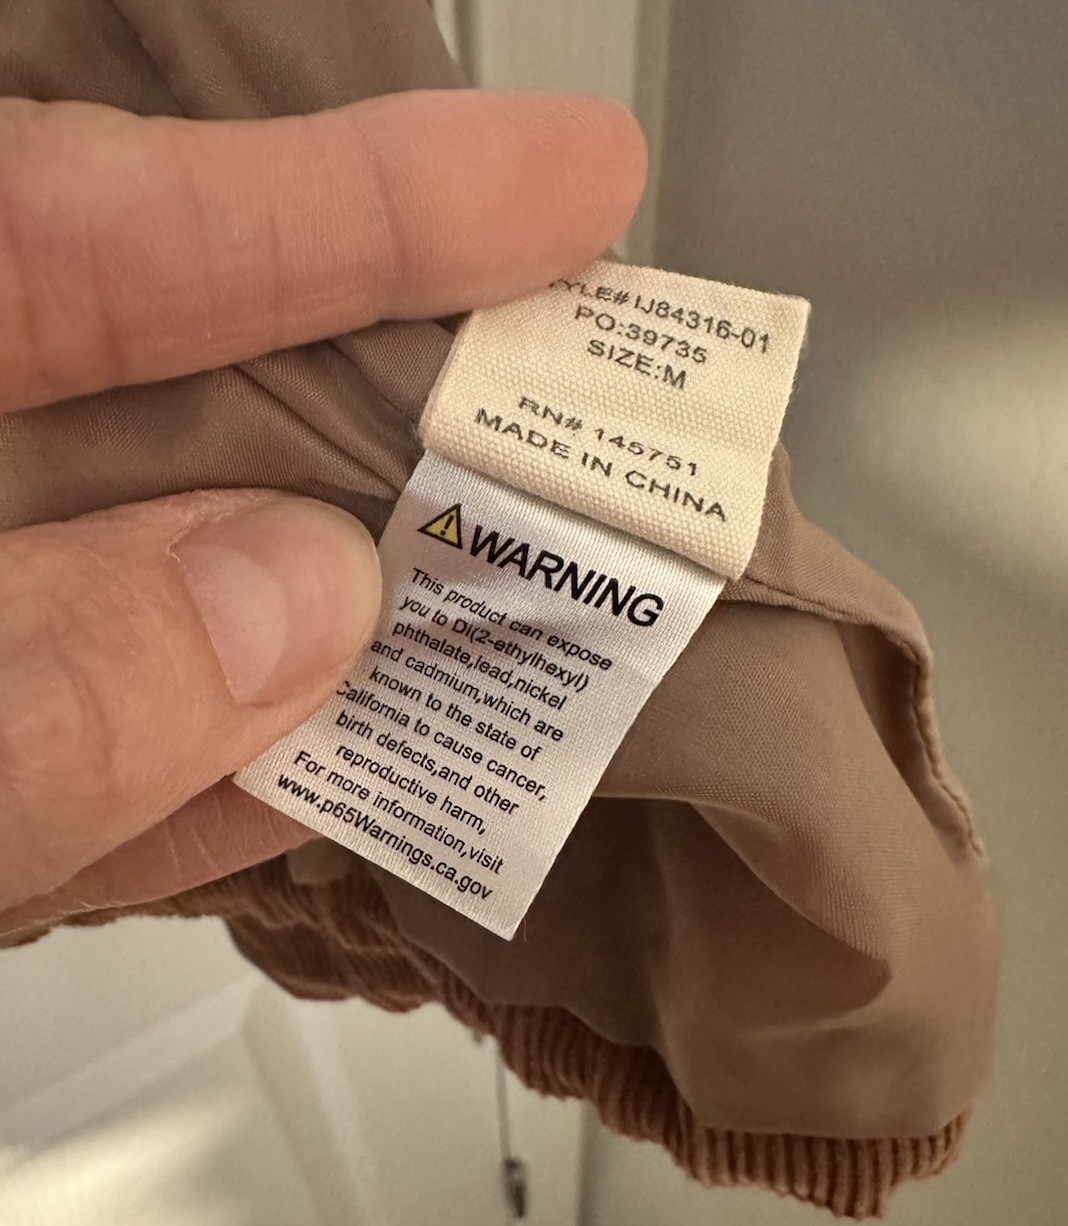 YLE# IJ84316-01
PO:39735
SIZE:M
RN# 145751
MADE IN CHINA
WARNING
This product can expose
you to DI(2-ethylhexyl)
phthalate,lead,nickel
and cadmium,which are
known to the state of
California to cause cancer,
birth defects,and other
reproductive harm,
For more information,visit
www.p65Warnings.ca.gov